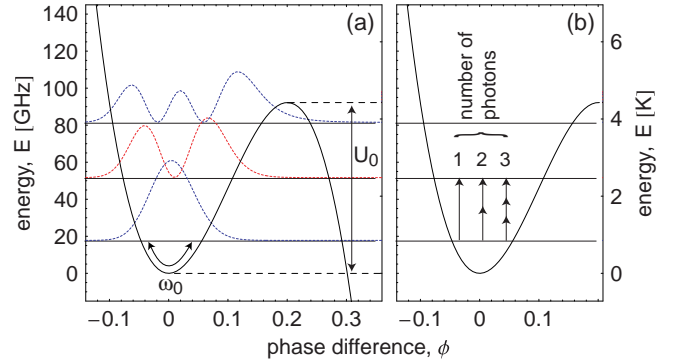 140
120
100
80
60
40
20
0
energy, E [GHz]
(a)
U0
ω0
−0.1
0
0.1
0.2
0.3
(b)
number of
photons
1 2 3
−0.1
0
0.1
phase difference, ϕ
6
4
2
0
energy, E [K]